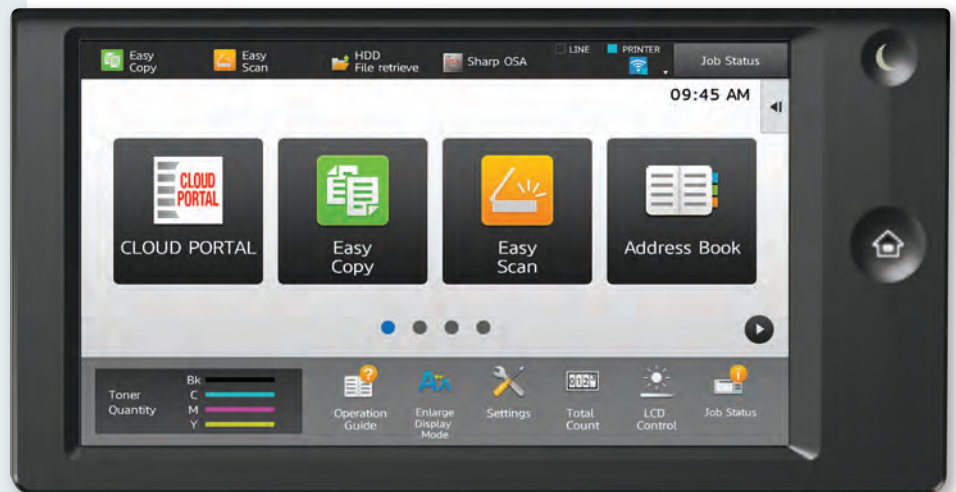 Easy
Copy
Easy
Scan
HDD
File retrieve
Sharp OSA
LINE
PRINTER
Job Status
09:45 AM
CLOUD
PORTAL
CLOUD PORTAL
Easy
Copy
Easy
Scan
Address Book
Toner
Quantity
Bk
C
M
Y
Operation
Guide
Enlarge
Display
Mode
Settings
Total
Count
LCD
Control
Job Status